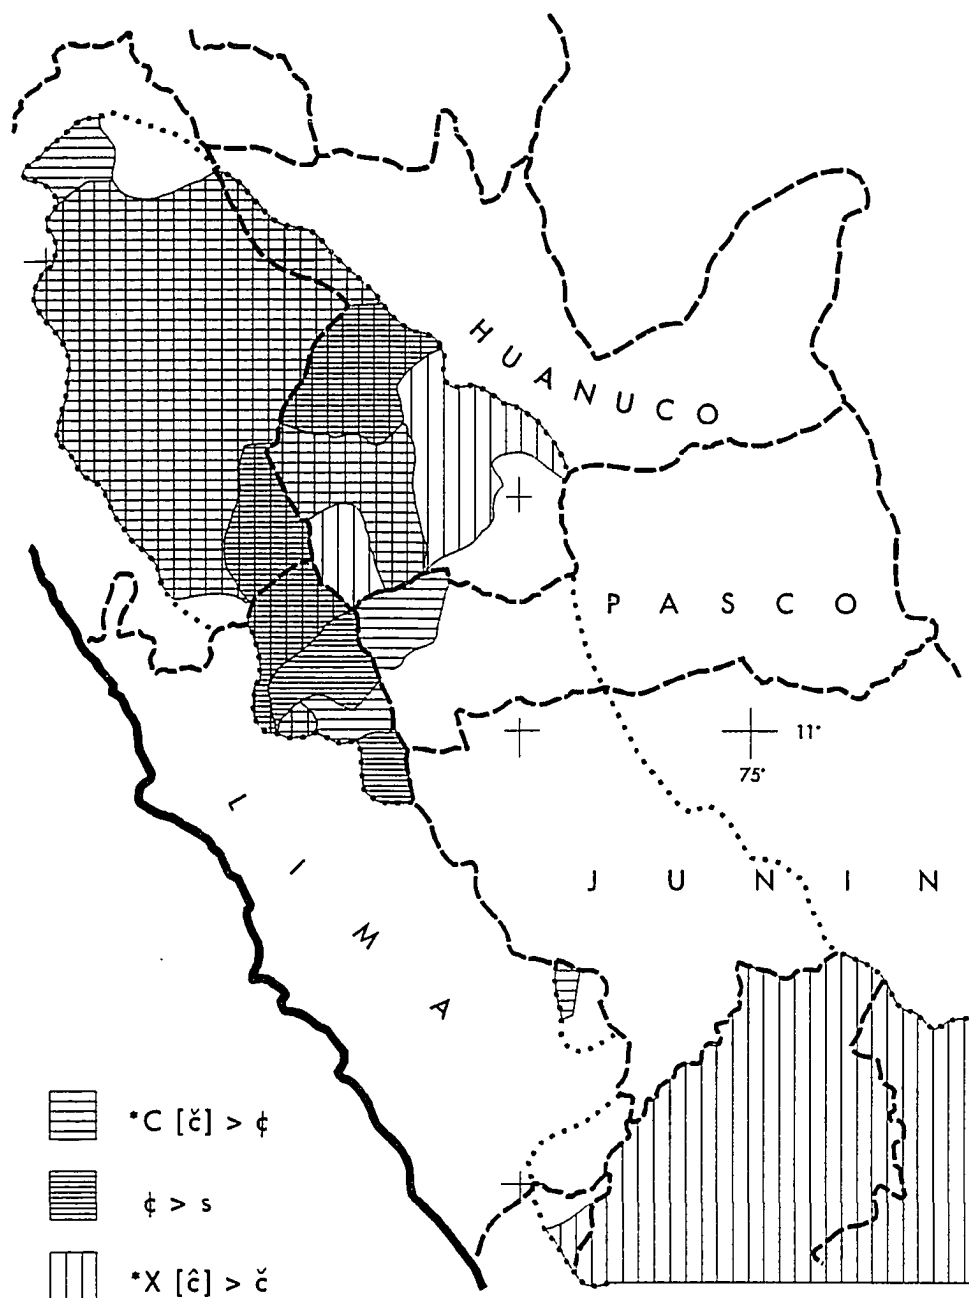 HUANUCO
PASCO
11°
75°
LIMA
JUNIN
*C [č] > ¢
¢ > s
*X [ĉ] > č